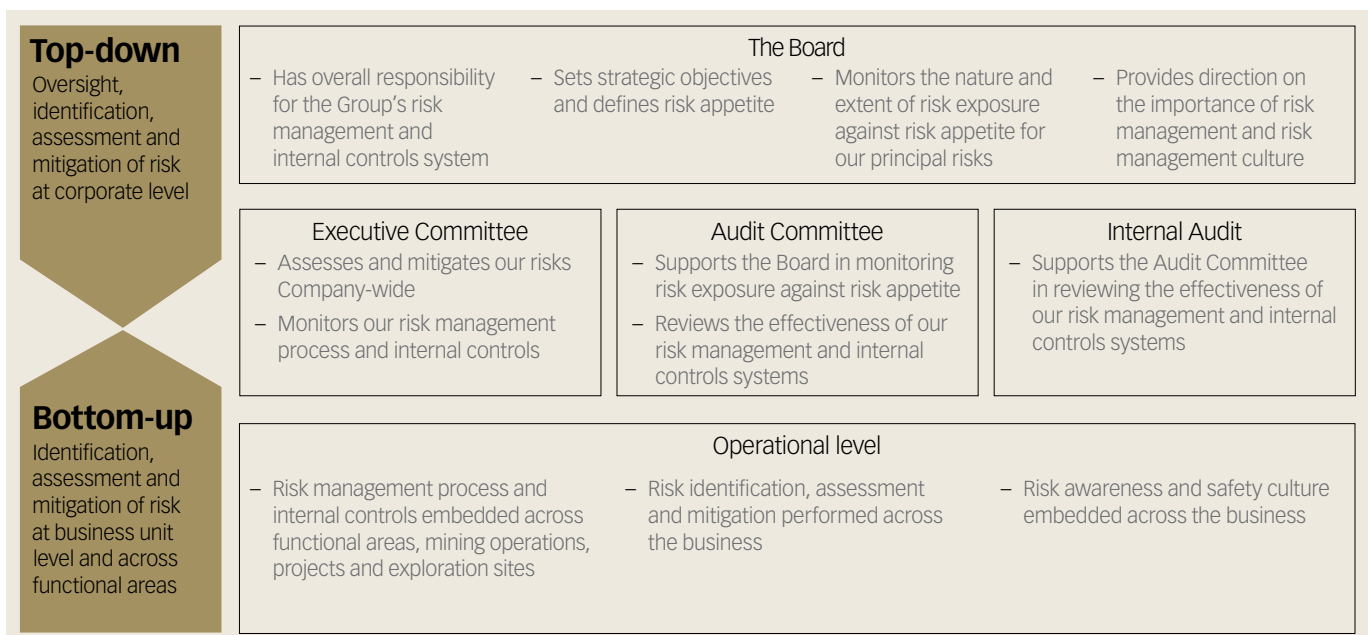 Top-down
Oversight,
identification,
assessment and
mitigation of risk
at corporate level
The Board
– Has overall responsibility
for the Group’s risk
management and
internal controls system
– Sets strategic objectives
and defines risk appetite
– Monitors the nature and
extent of risk exposure
against risk appetite for
our principal risks
– Provides direction on
the importance of risk
management and risk
management culture
Executive Committee
– Assesses and mitigates our risks
Company-wide
– Monitors our risk management
process and internal controls
Audit Committee
– Supports the Board in monitoring
risk exposure against risk appetite
– Reviews the effectiveness of our
risk management and internal
controls systems
Internal Audit
– Supports the Audit Committee
in reviewing the effectiveness of
our risk management and internal
controls systems
Bottom-up
Identification,
assessment and
mitigation of risk
at business unit
level and across
functional areas
Operational level
– Risk management process and
internal controls embedded across
functional areas, mining operations,
projects and exploration sites
– Risk identification, assessment
and mitigation performed across
the business
– Risk awareness and safety culture
embedded across the business